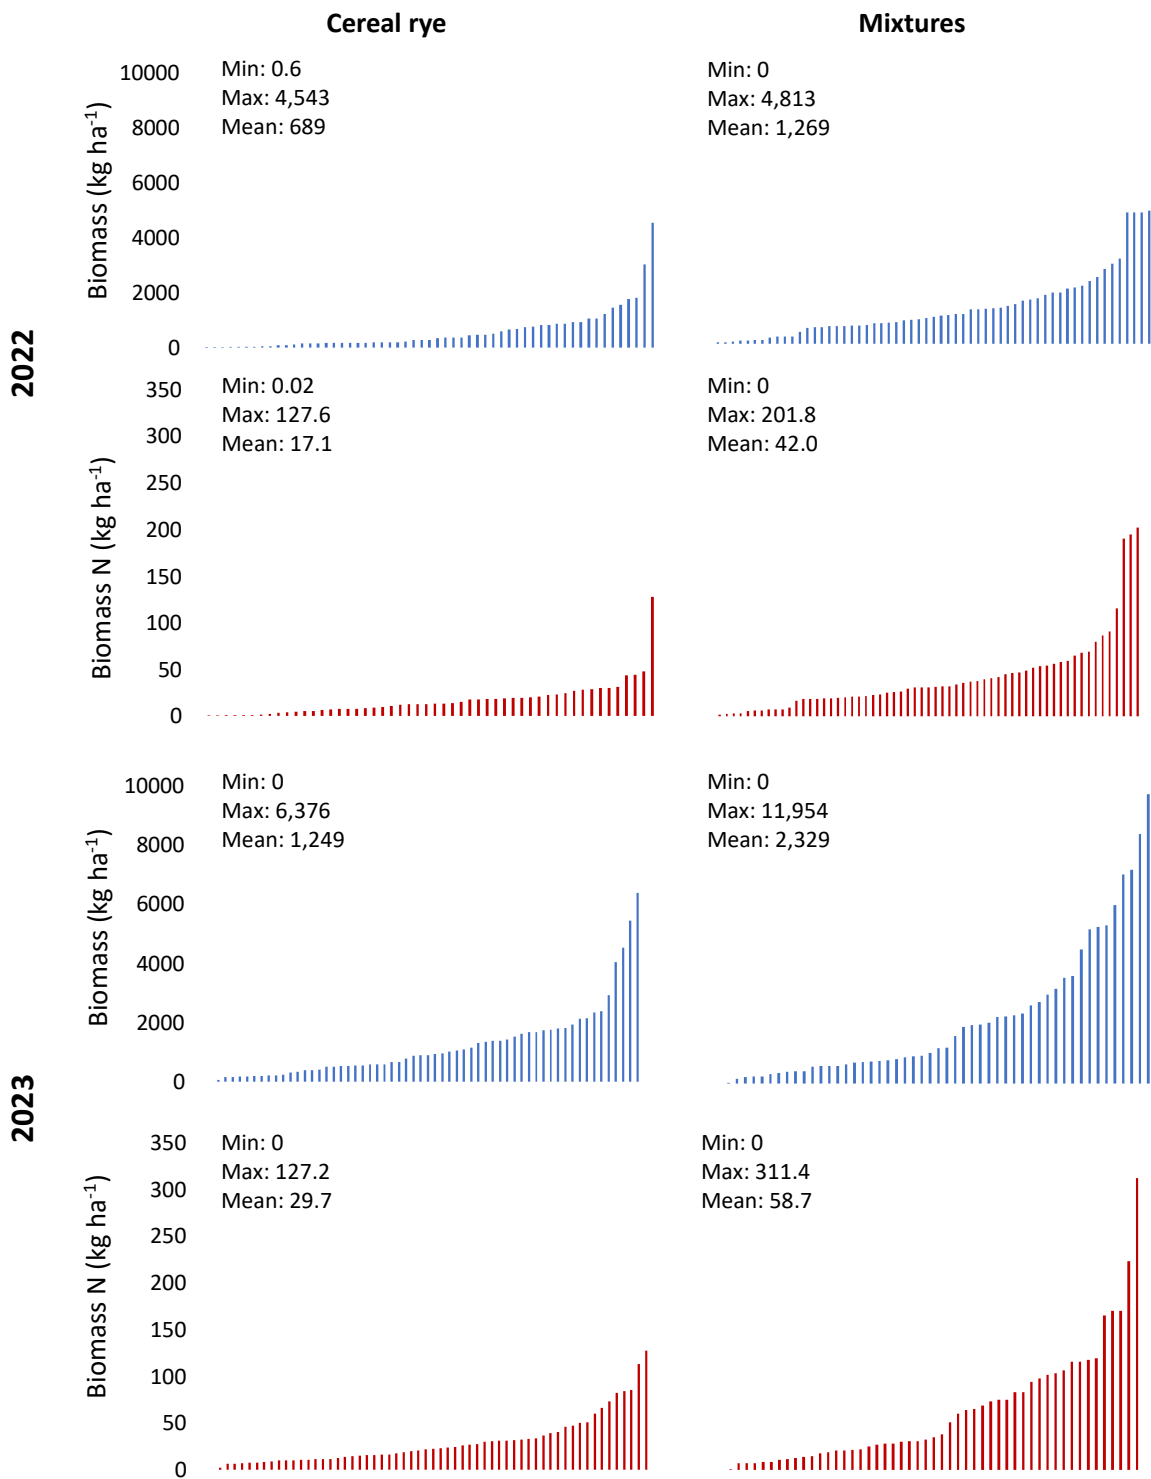 Cereal rye
Mixtures
2022
Biomass (kg ha⁻¹)
10000
8000
6000
4000
2000
0
Min: 0.6
Max: 4,543
Mean: 689
Min: 0
Max: 4,813
Mean: 1,269
Biomass N (kg ha⁻¹)
350
300
250
200
150
100
50
0
Min: 0.02
Max: 127.6
Mean: 17.1
Min: 0
Max: 201.8
Mean: 42.0
2023
Biomass (kg ha⁻¹)
10000
8000
6000
4000
2000
0
Min: 0
Max: 6,376
Mean: 1,249
Min: 0
Max: 11,954
Mean: 2,329
Biomass N (kg ha⁻¹)
350
300
250
200
150
100
50
0
Min: 0
Max: 127.2
Mean: 29.7
Min: 0
Max: 311.4
Mean: 58.7